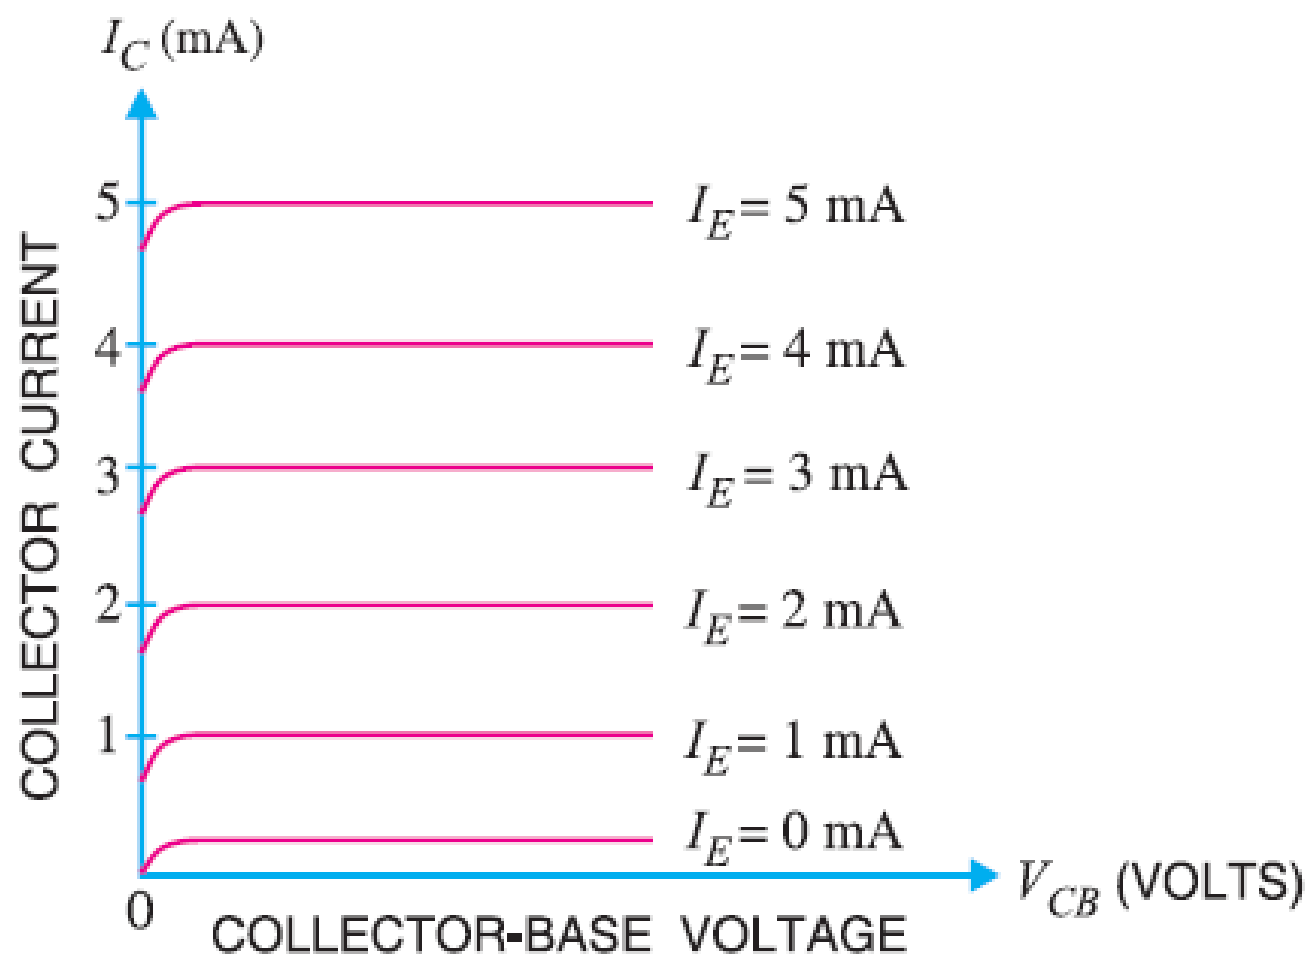 I_C (mA)
5
I_E = 5 mA
4
I_E = 4 mA
3
I_E = 3 mA
2
I_E = 2 mA
1
I_E = 1 mA
I_E = 0 mA
COLLECTOR CURRENT
0
V_CB (VOLTS)
COLLECTOR-BASE VOLTAGE